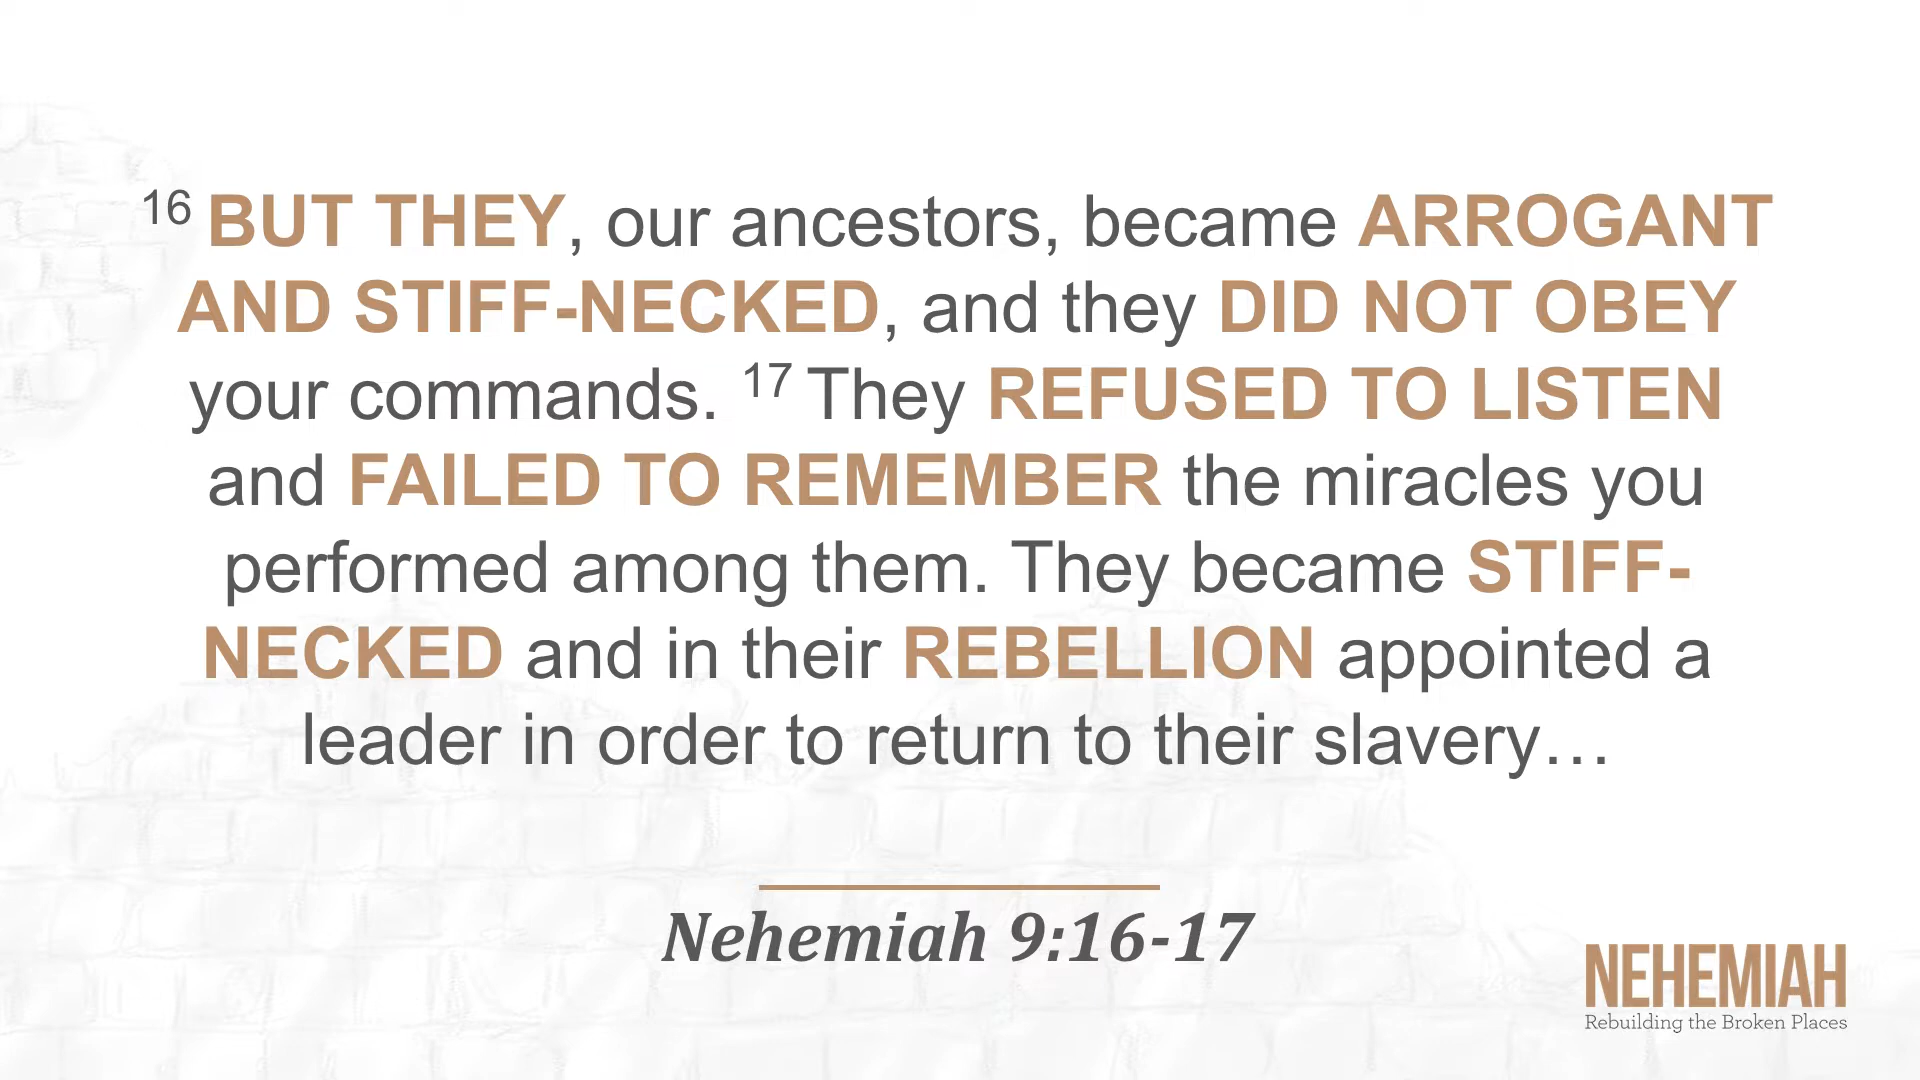 16 BUT THEY, our ancestors, became ARROGANT
AND STIFF-NECKED, and they DID NOT OBEY
your commands. 17 They REFUSED TO LISTEN
and FAILED TO REMEMBER the miracles you
performed among them. They became STIFF-
NECKED and in their REBELLION appointed a
leader in order to return to their slavery…
Nehemiah 9:16-17
NEHEMIAH
Rebuilding the Broken Places